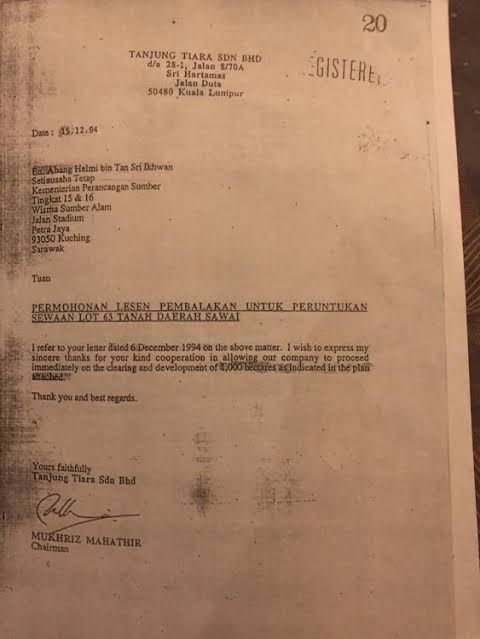 20
TANJUNG TIARA SDN BHD
d/a 28-1, Jalan 8/70A
Sri Hartamas
Jalan Duta
50480 Kuala Lumpur
Date : 15.12.94
En. Abang Helmi bin Tan Sri Ikhwan
Setiausaha Tetap
Kementerian Perancangan Sumber
Tingkat 15 & 16
Wisma Sumber Alam
Jalan Stadium
Petra Jaya
93050 Kuching
Sarawak
Tuan
PERMOHONAN LESEN PEMBALAKAN UNTUK PERUNTUKAN
SEWAAN LOT 63 TANAH DAERAH SAWAI
I refer to your letter dated 6 December 1994 on the above matter. I wish to express my
sincere thanks for your kind cooperation in allowing our company to proceed
immediately on the clearing and development of 1,000 hectares as indicated in the plan
attached.
Thank you and best regards.
Yours faithfully
Tanjung Tiara Sdn Bhd
MUKHRIZ MAHATHIR
Chairman